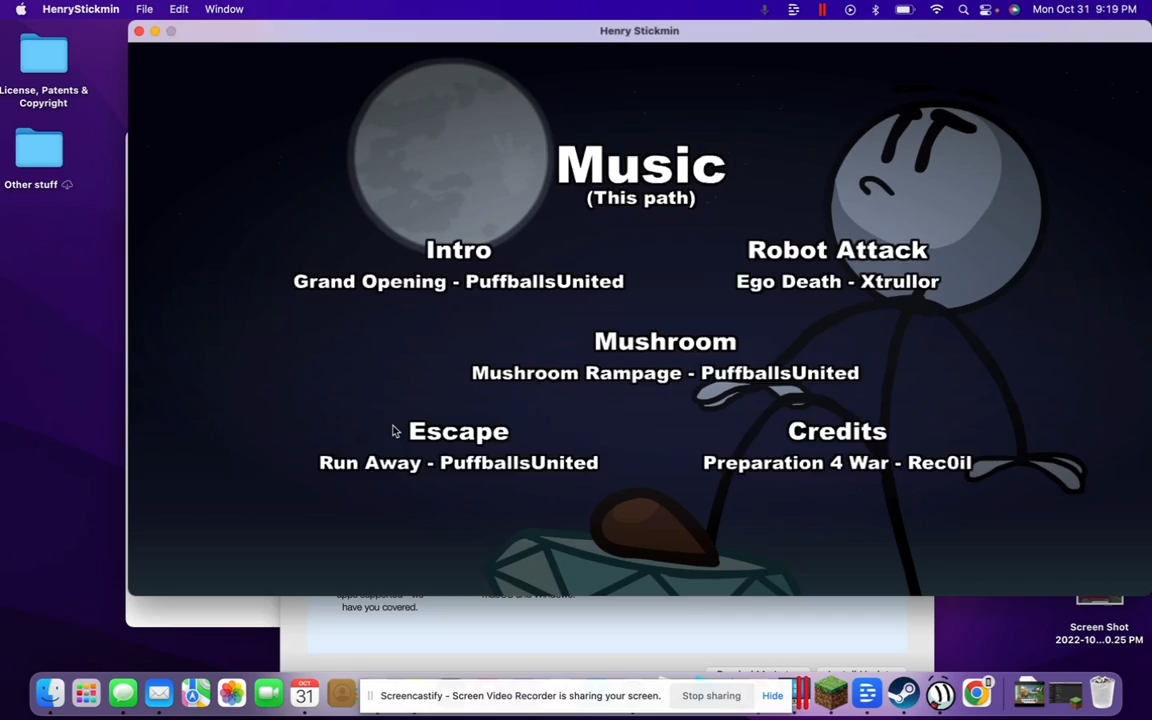 HenryStickmin File Edit Window
Mon Oct 31 9:19 PM
Henry Stickmin
License, Patents &
Copyright
Other stuff
Music
(This path)
Intro
Grand Opening - PuffballsUnited
Robot Attack
Ego Death - Xtrullor
Mushroom
Mushroom Rampage - PuffballsUnited
Escape
Run Away - PuffballsUnited
Credits
Preparation 4 War - Rec0il
have you covered.
Screen Shot
2022-10...0.25 PM
OCT
31
Screencastify - Screen Video Recorder is sharing your screen.
Stop sharing
Hide